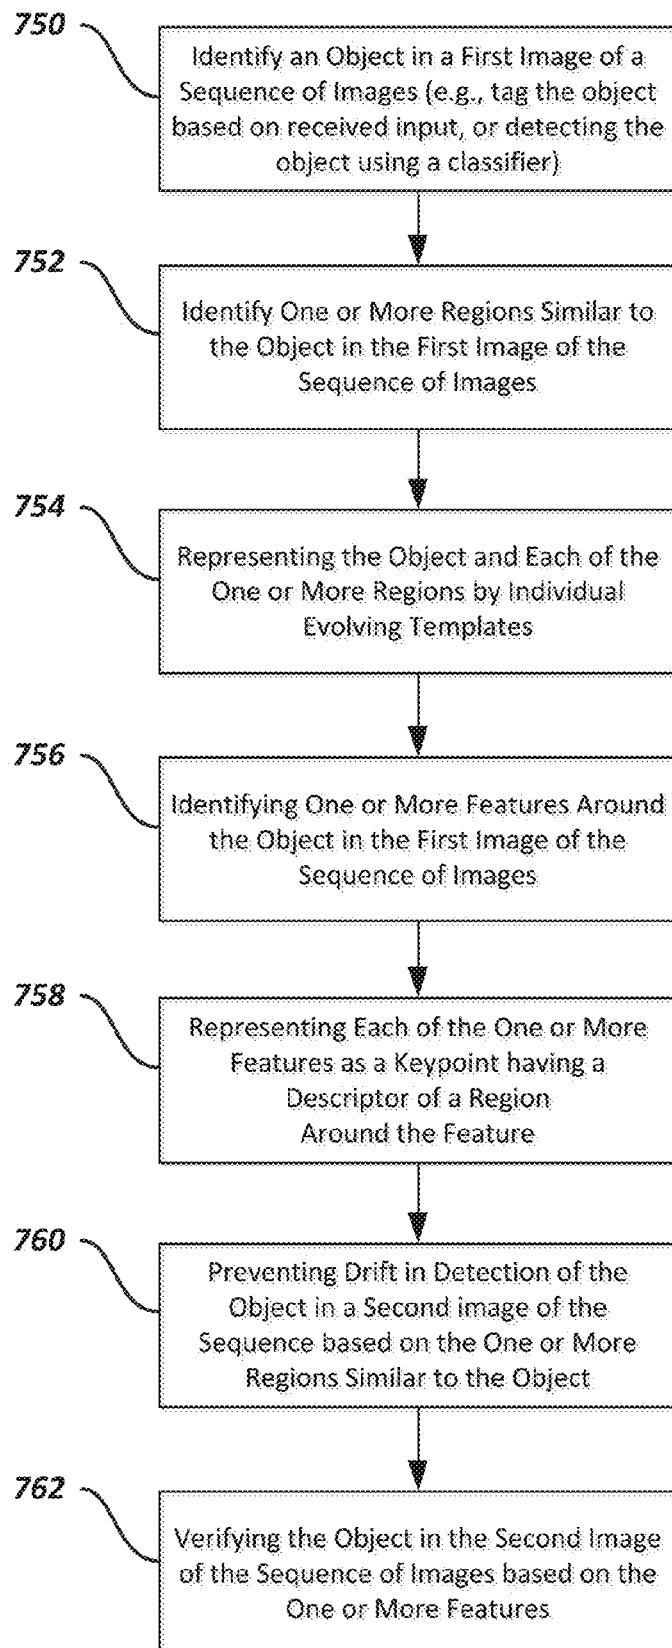 750
Identify an Object in a First Image of a
Sequence of Images (e.g., tag the object
based on received input, or detecting the
object using a classifier)
752
Identify One or More Regions Similar to
the Object in the First Image of the
Sequence of Images
754
Representing the Object and Each of the
One or More Regions by Individual
Evolving Templates
756
Identifying One or More Features Around
the Object in the First Image of the
Sequence of Images
758
Representing Each of the One or More
Features as a Keypoint having a
Descriptor of a Region
Around the Feature
760
Preventing Drift in Detection of the
Object in a Second image of the
Sequence based on the One or More
Regions Similar to the Object
762
Verifying the Object in the Second Image
of the Sequence of Images based on the
One or More Features